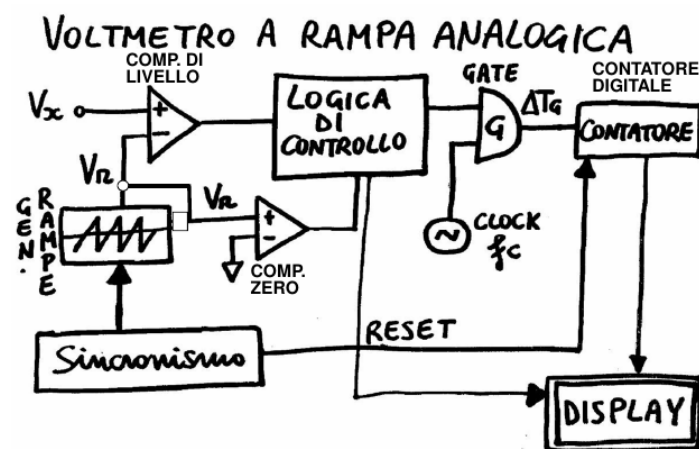 VOLTMETRO A RAMPA ANALOGICA
COMP. DI
LIVELLO
GATE
CONTATORE
DIGITALE
Vx
+
-
LOGICA
DI
CONTROLLO
G
ΔTG
CONTATORE
VR
VR
GEN.
RAMPE
+
-
COMP.
ZERO
~
CLOCK
fc
Sincronismo
RESET
DISPLAY